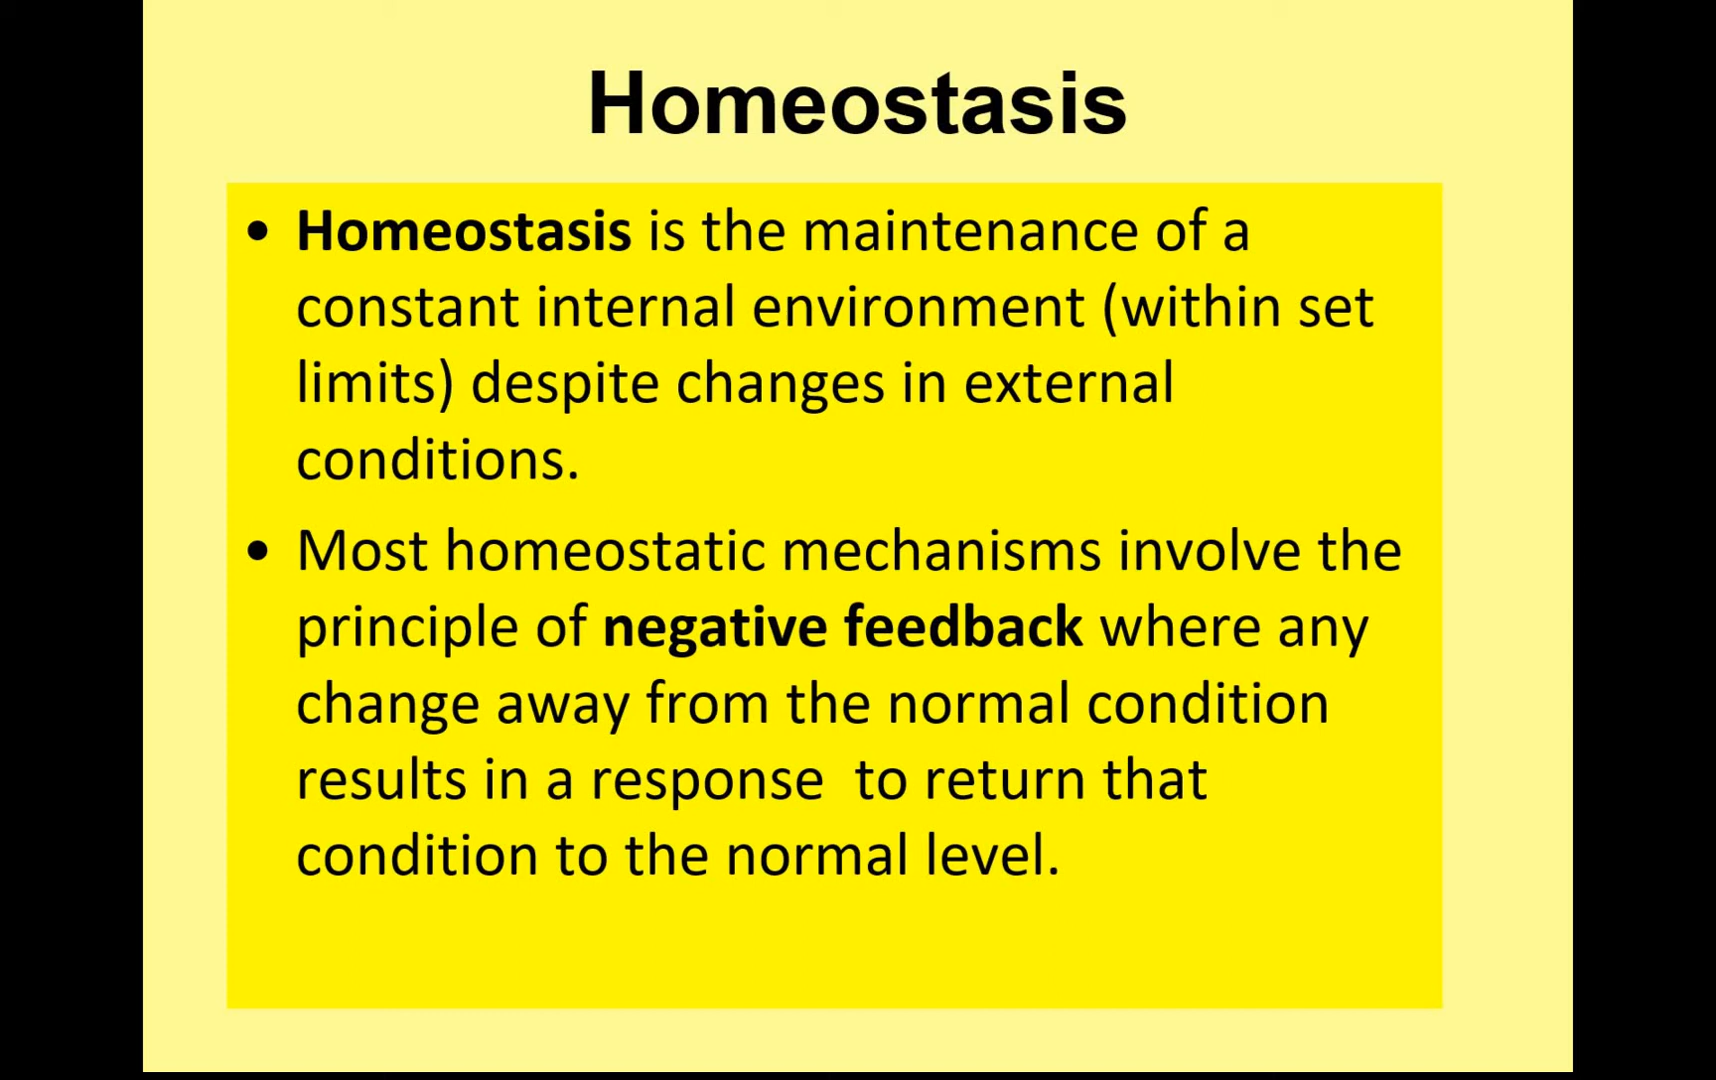 Homeostasis
• Homeostasis is the maintenance of a
constant internal environment (within set
limits) despite changes in external
conditions.
• Most homeostatic mechanisms involve the
principle of negative feedback where any
change away from the normal condition
results in a response  to return that
condition to the normal level.